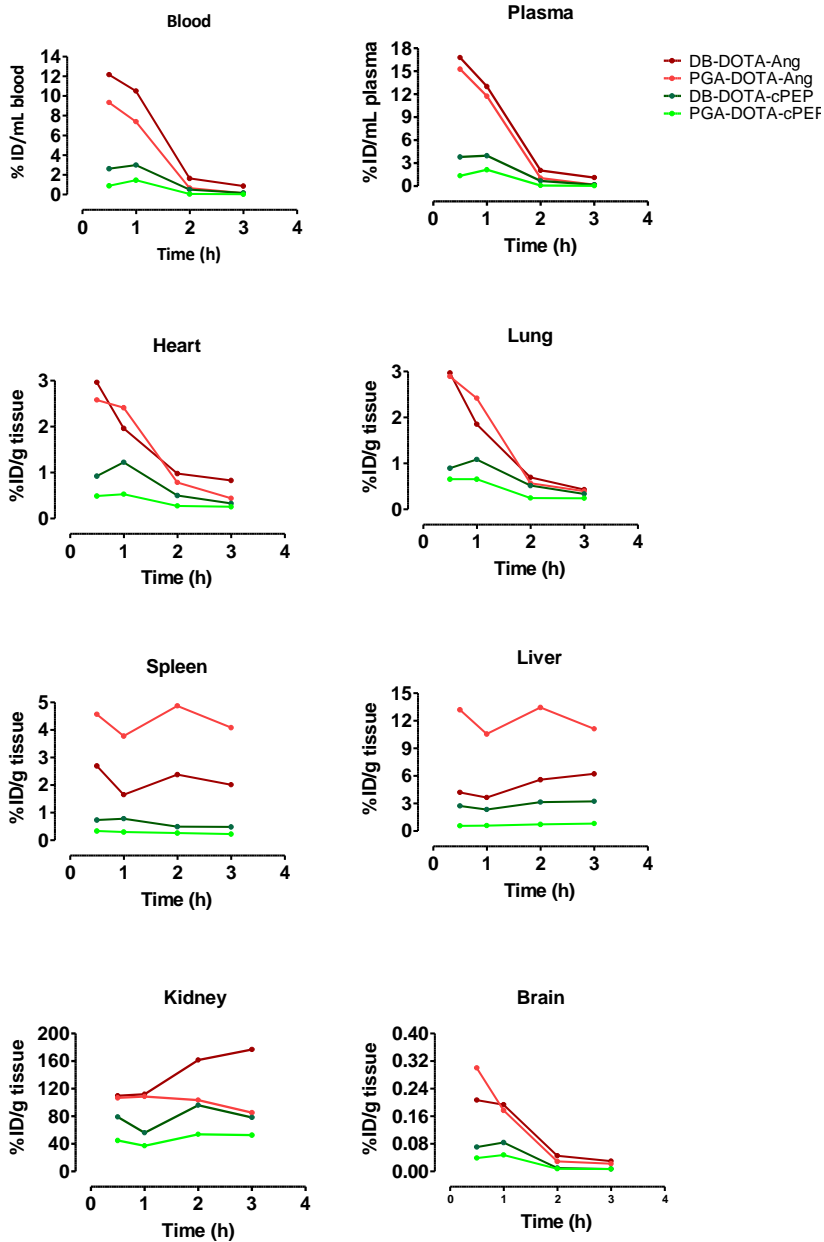 Blood
% ID/mL blood
14
12
10
8
6
4
2
0
0 1 2 3 4
Time (h)
Plasma
%ID/mL plasma
18
15
12
9
6
3
0
0 1 2 3 4
Time (h)
DB-DOTA-Ang
PGA-DOTA-Ang
DB-DOTA-cPEP
PGA-DOTA-cPEP
Heart
%ID/g tissue
3
2
1
0
0 1 2 3 4
Time (h)
Lung
%ID/g tissue
3
2
1
0
0 1 2 3 4
Time (h)
Spleen
%ID/g tissue
5
4
3
2
1
0
0 1 2 3 4
Time (h)
Liver
%ID/g tissue
15
12
9
6
3
0
0 1 2 3 4
Time (h)
Kidney
%ID/g tissue
200
160
120
80
40
0
0 1 2 3 4
Time (h)
Brain
%ID/g tissue
0.40
0.32
0.24
0.16
0.08
0.00
0 1 2 3 4
Time (h)